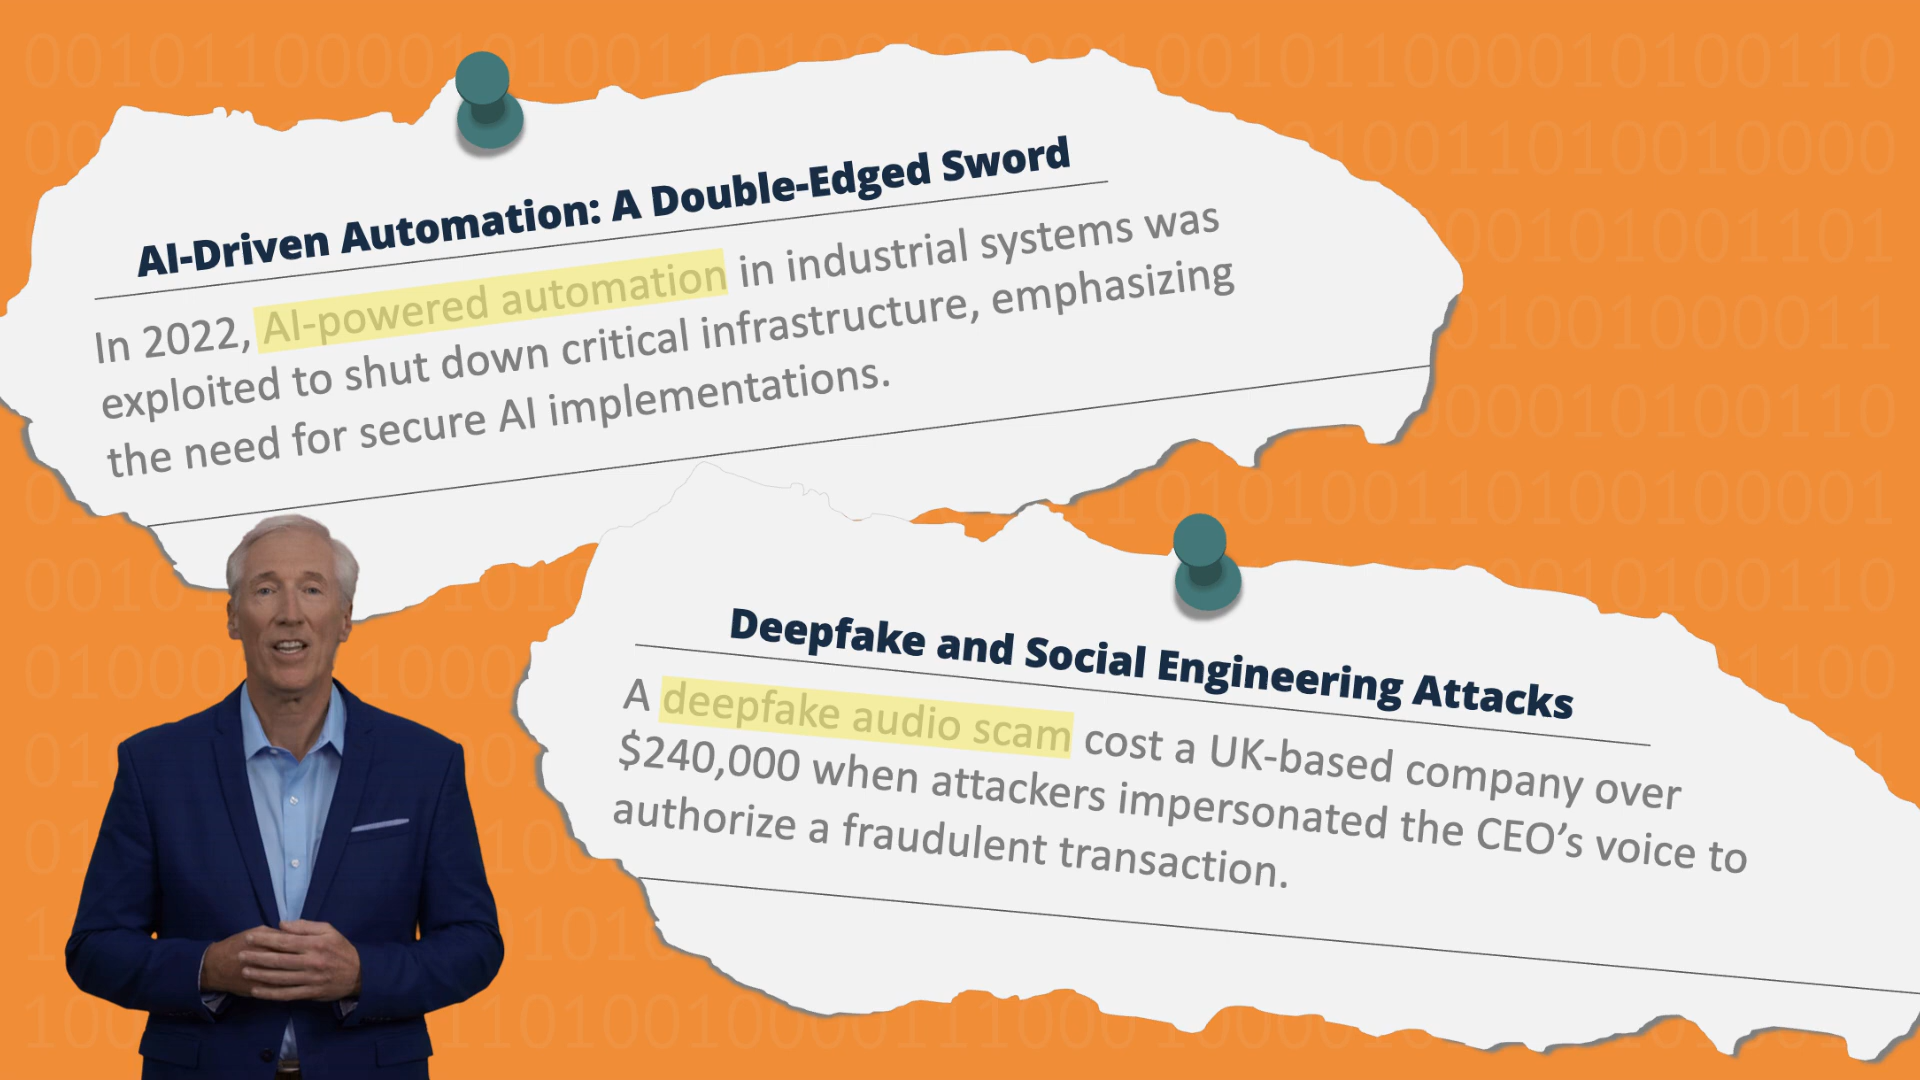 AI-Driven Automation: A Double-Edged Sword
In 2022, AI-powered automation in industrial systems was
exploited to shut down critical infrastructure, emphasizing
the need for secure AI implementations.
Deepfake and Social Engineering Attacks
A deepfake audio scam cost a UK-based company over
$240,000 when attackers impersonated the CEO’s voice to
authorize a fraudulent transaction.